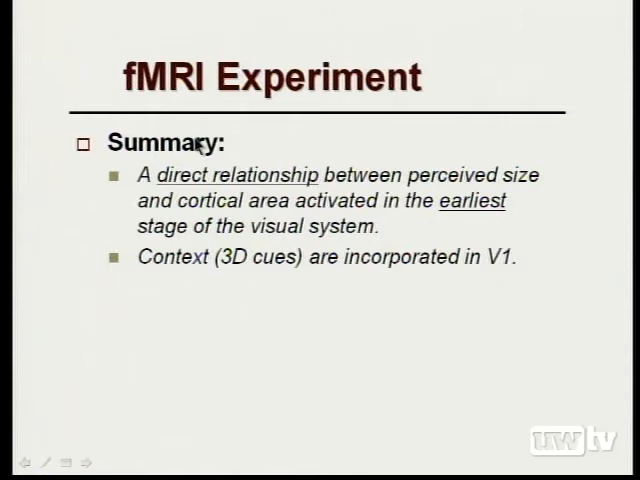 fMRI Experiment
Summary:
A direct relationship between perceived size
and cortical area activated in the earliest
stage of the visual system.
Context (3D cues) are incorporated in V1.
uwtv